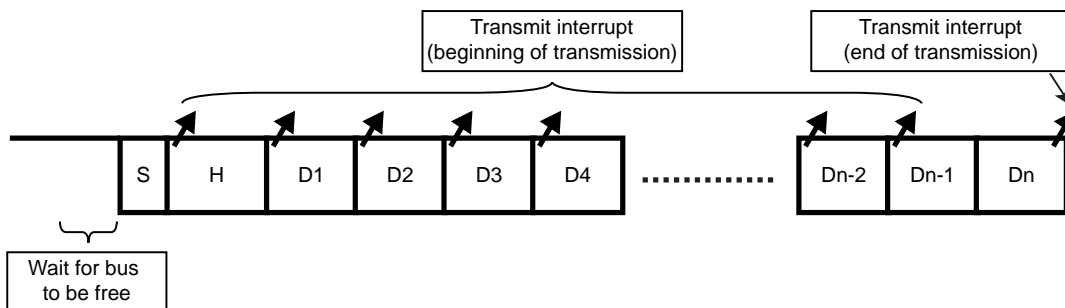 Transmit interrupt
(beginning of transmission)
Transmit interrupt
(end of transmission)
S H D1 D2 D3 D4 Dn-2 Dn-1 Dn
Wait for bus
to be free